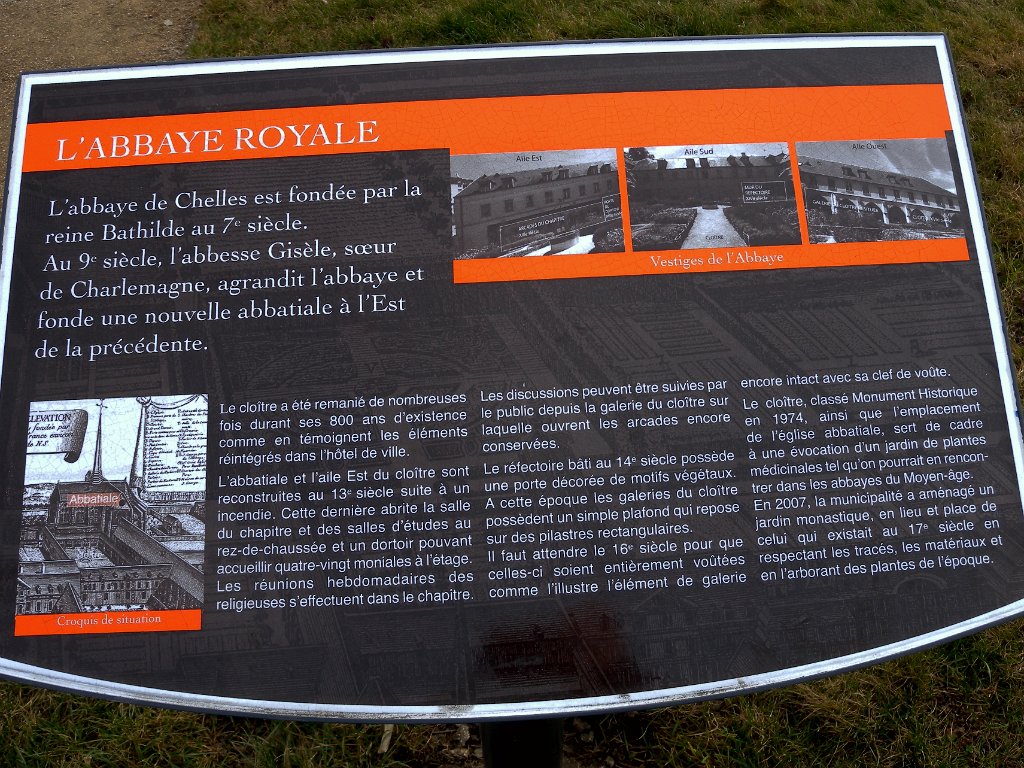 L'ABBAYE ROYALE
L'abbaye de Chelles est fondée par la
reine Bathilde au 7e siècle.
Au 9e siècle, l'abbesse Gisèle, sœur
de Charlemagne, agrandit l'abbaye et
fonde une nouvelle abbatiale à l'Est
de la précédente.
Aile Est
ARCADES DU CHAPITRE
Aile Sud
MUR DU
RÉFECTOIRE
XIVe siècle
CLOÎTRE
Aile Ouest
Vestiges de l'Abbaye
ELEVATION
fondée par
Abbatiale
Croquis de situation
Le cloître a été remanié de nombreuses
fois durant ses 800 ans d'existence
comme en témoignent les éléments
réintégrés dans l'hôtel de ville.
L'abbatiale et l'aile Est du cloître sont
reconstruites au 13e siècle suite à un
incendie. Cette dernière abrite la salle
du chapitre et des salles d'études au
rez-de-chaussée et un dortoir pouvant
accueillir quatre-vingt moniales à l'étage.
Les réunions hebdomadaires des
religieuses s'effectuent dans le chapitre.
Les discussions peuvent être suivies par
le public depuis la galerie du cloître sur
laquelle ouvrent les arcades encore
conservées.
Le réfectoire bâti au 14e siècle possède
une porte décorée de motifs végétaux.
A cette époque les galeries du cloître
possèdent un simple plafond qui repose
sur des pilastres rectangulaires.
Il faut attendre le 16e siècle pour que
celles-ci soient entièrement voûtées
comme l'illustre l'élément de galerie
encore intact avec sa clef de voûte.
Le cloître, classé Monument Historique
en 1974, ainsi que l'emplacement
de l'église abbatiale, sert de cadre
à une évocation d'un jardin de plantes
médicinales tel qu'on pourrait en rencon-
trer dans les abbayes du Moyen-âge.
En 2007, la municipalité a aménagé un
jardin monastique, en lieu et place de
celui qui existait au 17e siècle en
respectant les tracés, les matériaux et
en l'arborant des plantes de l'époque.